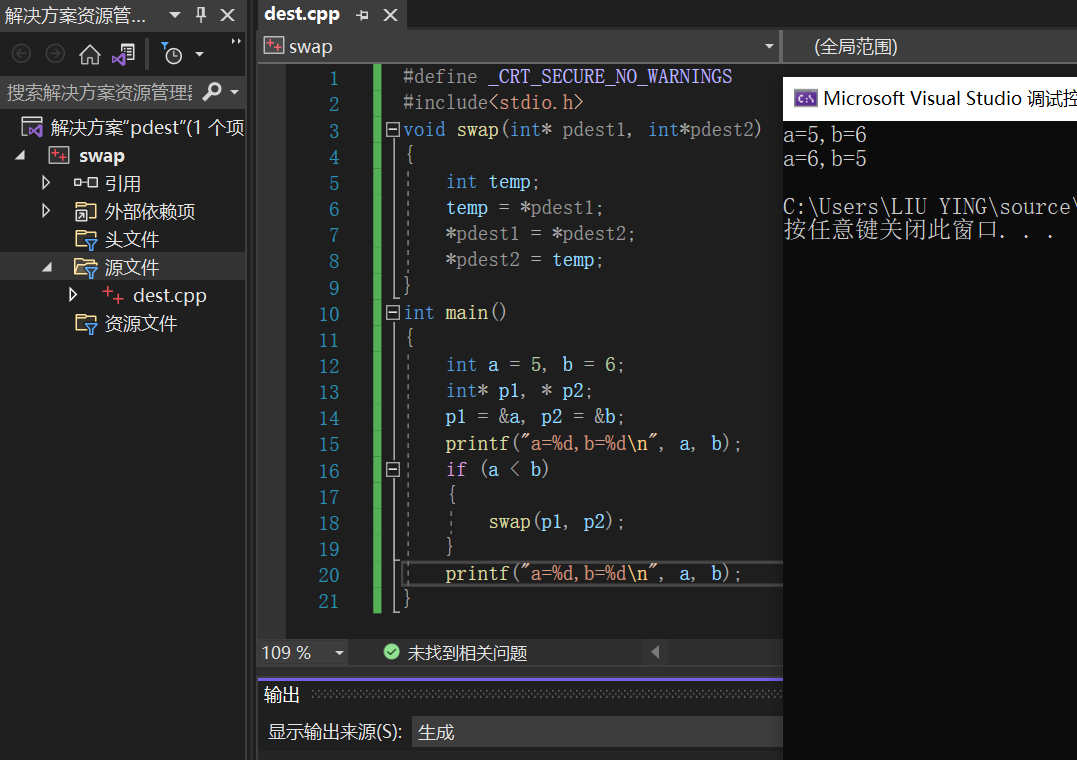 解决方案资源管...
搜索解决方案资源管理
解决方案"pdest"(1 个项
swap
引用
外部依赖项
头文件
源文件
dest.cpp
资源文件
dest.cpp
swap
(全局范围)
1 #define _CRT_SECURE_NO_WARNINGS
2 #include<stdio.h>
3 void swap(int* pdest1, int*pdest2)
4 {
5 int temp;
6 temp = *pdest1;
7 *pdest1 = *pdest2;
8 *pdest2 = temp;
9 }
10 int main()
11 {
12 int a = 5, b = 6;
13 int* p1, * p2;
14 p1 = &a, p2 = &b;
15 printf("a=%d,b=%d\n", a, b);
16 if (a < b)
17 {
18 swap(p1, p2);
19 }
20 printf("a=%d,b=%d\n", a, b);
21 }
109 %
未找到相关问题
输出
显示输出来源(S): 生成
Microsoft Visual Studio 调试控
a=5,b=6
a=6,b=5
C:\Users\LIU YING\source\
按任意键关闭此窗口. . .